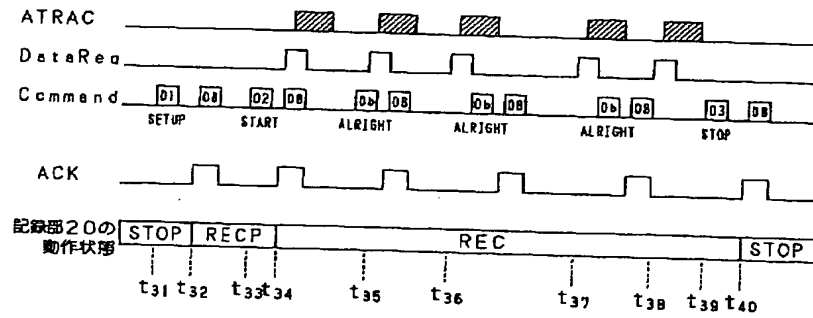 ATRAC
DataReq
Command 01 08 02 08 0b 08 0b 08 0b 08 03 08
SETUP START ALRIGHT ALRIGHT ALRIGHT STOP
ACK
記録部20の
動作状態
STOP RECP REC STOP
t31 t32 t33 t34 t35 t36 t37 t38 t39 t40